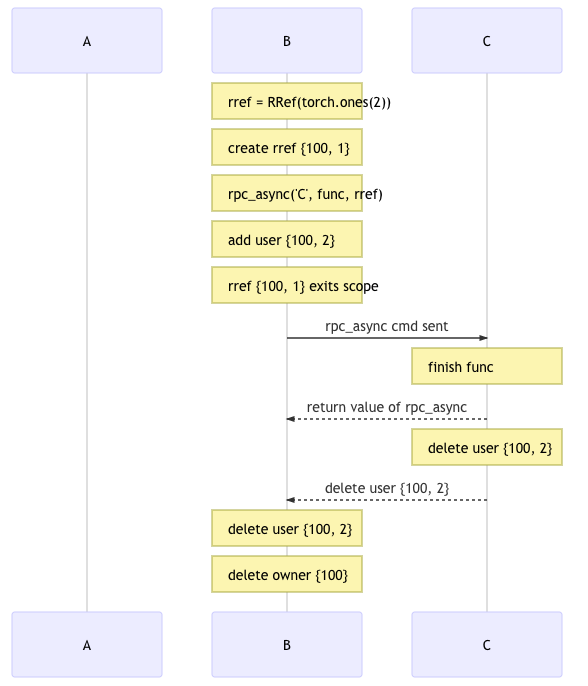 A
B
C
rref = RRef(torch.ones(2))
create rref {100, 1}
rpc_async('C', func, rref)
add user {100, 2}
rref {100, 1} exits scope
rpc_async cmd sent
finish func
return value of rpc_async
delete user {100, 2}
delete user {100, 2}
delete user {100, 2}
delete owner {100}
A
B
C